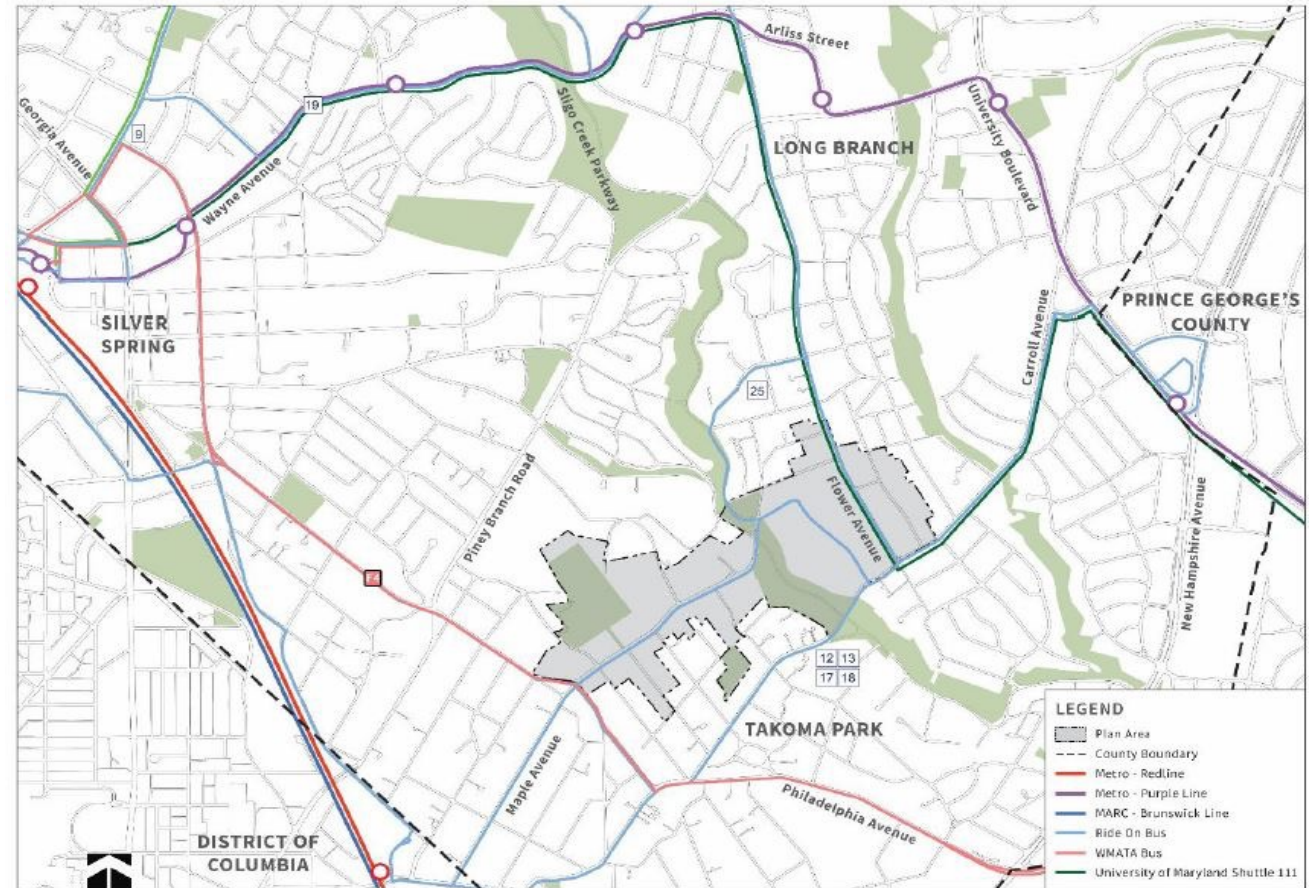 Arliss Street
Georgia Avenue
9
19
Wayne Avenue
Sligo Creek Parkway
LONG BRANCH
University Boulevard
SILVER
SPRING
PRINCE GEORGE'S
COUNTY
Carroll Avenue
25
Piney Branch Road
Flower Avenue
New Hampshire Avenue
F4
12 13
17 18
TAKOMA PARK
Maple Avenue
Philadelphia Avenue
DISTRICT OF
COLUMBIA
LEGEND
Plan Area
County Boundary
Metro - Redline
Metro - Purple Line
MARC - Brunswick Line
Ride On Bus
WMATA Bus
University of Maryland Shuttle 111